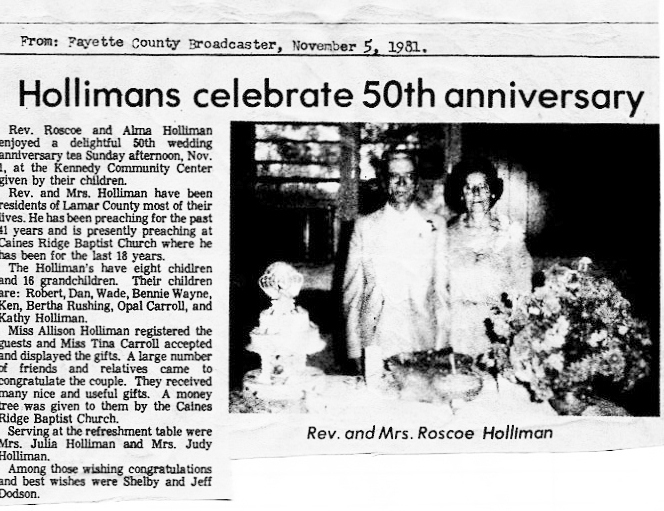 From: Fayette County Broadcaster, November 5, 1981.
Hollimans celebrate 50th anniversary
Rev. Roscoe and Alma Holliman
enjoyed a delightful 50th wedding
anniversary tea Sunday afternoon, Nov.
1, at the Kennedy Community Center
given by their children.
Rev. and Mrs. Holliman have been
residents of Lamar County most of their
lives. He has been preaching for the past
41 years and is presently preaching at
Caines Ridge Baptist Church where he
has been for the last 18 years.
The Holliman's have eight chidlren
and 16 grandchildren. Their children
are: Robert, Dan, Wade, Bennie Wayne,
Ken, Bertha Rushing, Opal Carroll, and
Kathy Holliman.
Miss Allison Holliman registered the
guests and Miss Tina Carroll accepted
and displayed the gifts. A large number
of friends and relatives came to
congratulate the couple. They received
many nice and useful gifts. A money
tree was given to them by the Caines
Ridge Baptist Church.
Serving at the refreshment table were
Mrs. Julia Holliman and Mrs. Judy
Holliman.
Among those wishing congratulations
and best wishes were Shelby and Jeff
Dodson.
Rev. and Mrs. Roscoe Holliman